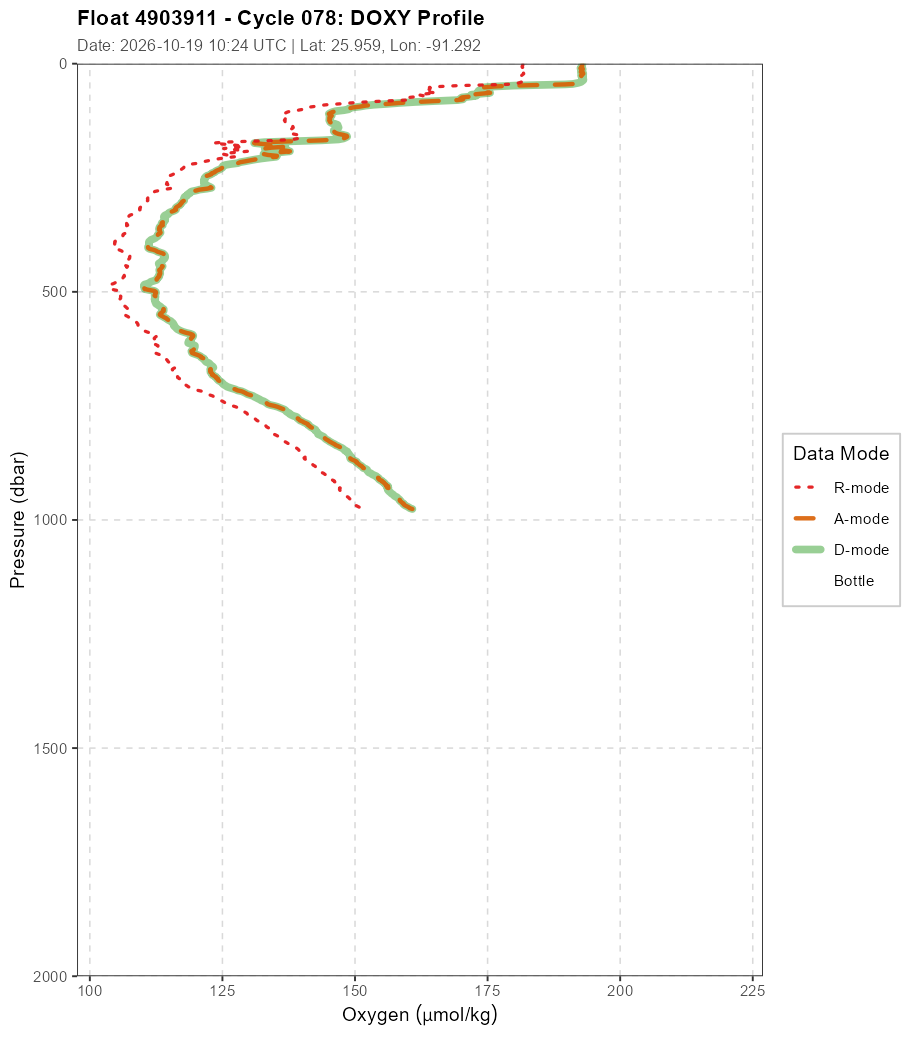 Float 4903911 - Cycle 078: DOXY Profile
Date: 2026-10-19 10:24 UTC | Lat: 25.959, Lon: -91.292
0
500
1000
1500
2000
Pressure (dbar)
100 125 150 175 200 225
Oxygen (µmol/kg)
Data Mode
R-mode
A-mode
D-mode
Bottle